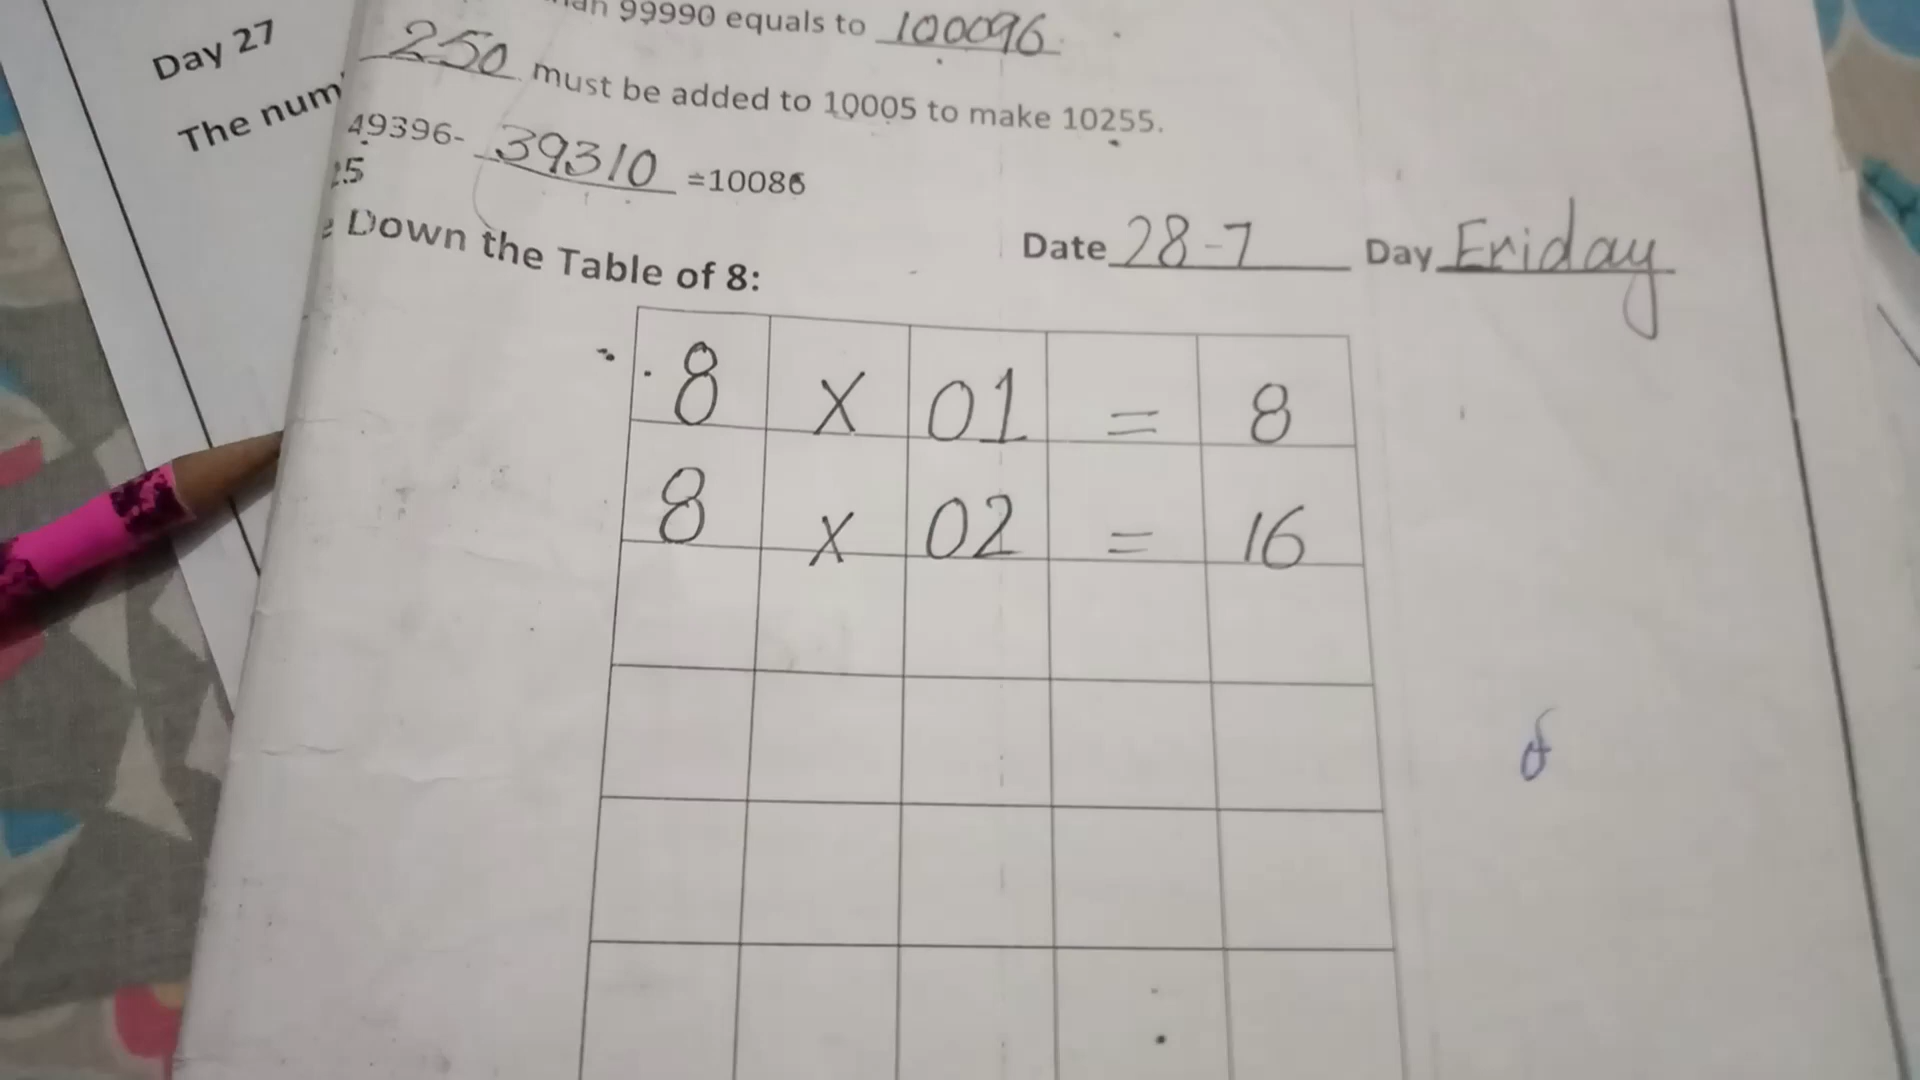 Day 27
The num
99990 equals to 100096
250 must be added to 10005 to make 10255.
49396- 39310 =10086
Down the Table of 8:
Date 28-7 Day Friday
8 X 01 = 8
8 X 02 = 16